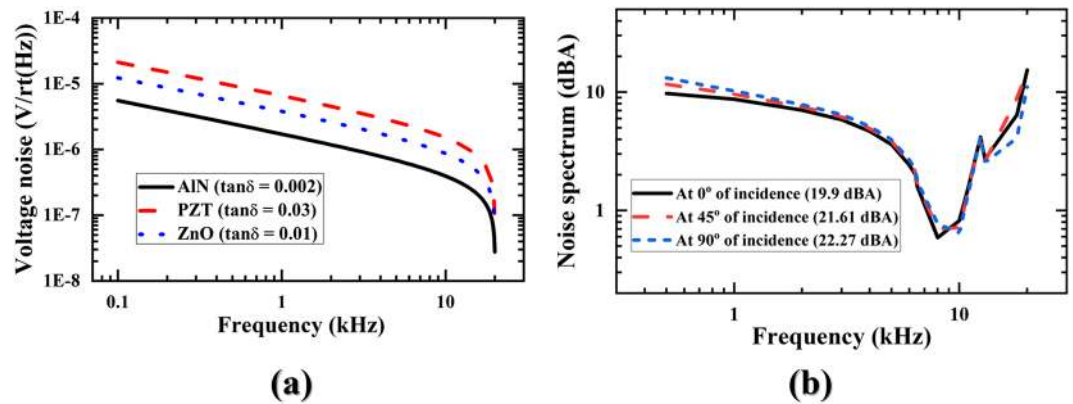 1E-4
1E-5
1E-6
1E-7
1E-8
Voltage noise (V/rt(Hz))
AlN (tanδ = 0.002)
PZT (tanδ = 0.03)
ZnO (tanδ = 0.01)
0.1
1
10
Frequency (kHz)
(a)
10
1
Noise spectrum (dBA)
At 0° of incidence (19.9 dBA)
At 45° of incidence (21.61 dBA)
At 90° of incidence (22.27 dBA)
1
10
Frequency (kHz)
(b)